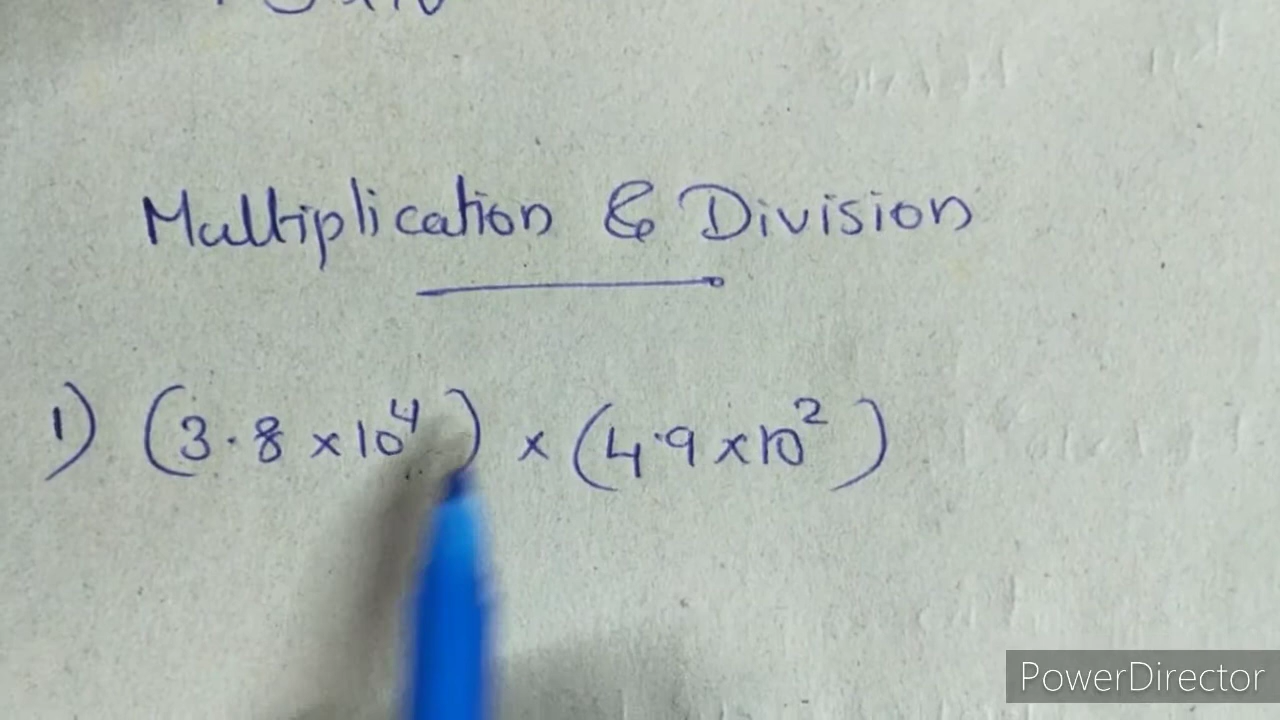 Multiplication & Division
1) (3.8 × 10⁴) × (4.9 × 10²)
PowerDirector